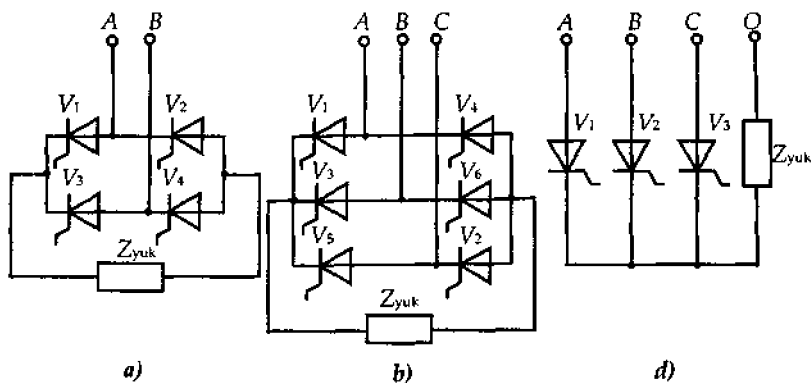 A B
V1 V2
V3 V4
Zyuk
a)
A B C
V1 V4
V3 V6
V5 V2
Zyuk
b)
A B C O
V1 V2 V3
Zyuk
d)